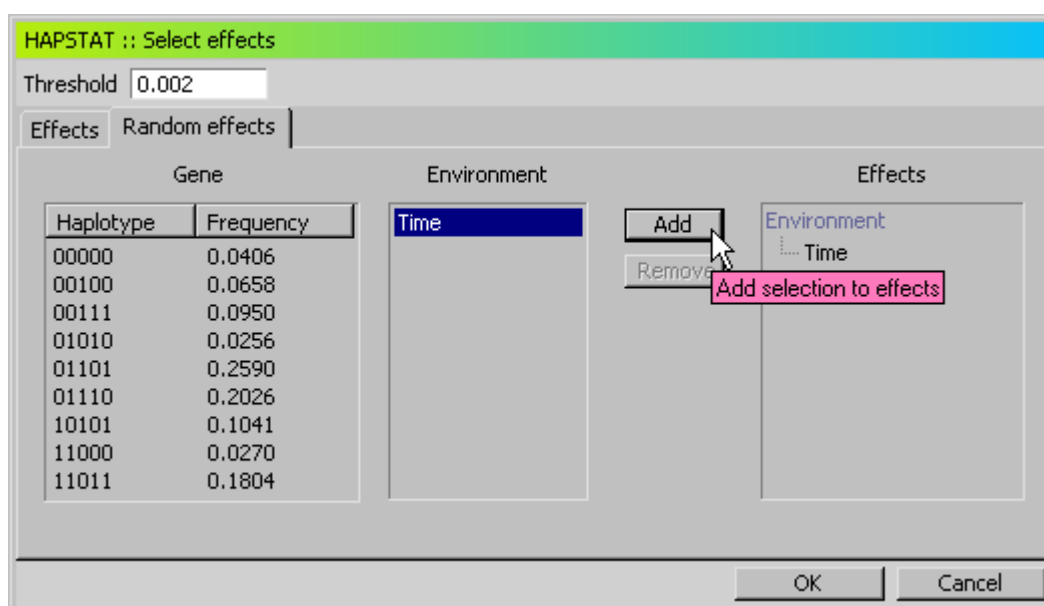 HAPSTAT :: Select effects
Threshold 0.002
Effects Random effects
Gene Environment Effects
Haplotype Frequency Time Add Environment
00000 0.0406 Time
00100 0.0658 Remove
00111 0.0950 Add selection to effects
01010 0.0256
01101 0.2590
01110 0.2026
10101 0.1041
11000 0.0270
11011 0.1804
OK Cancel